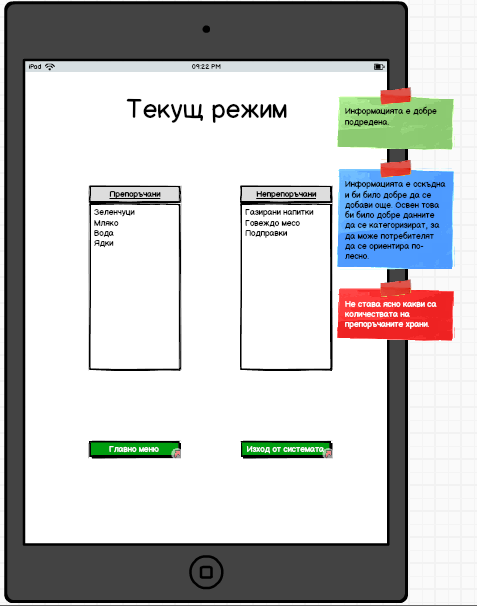 iPod
09:22 PM
Текущ режим
Препоръчани
Зеленчуци
Мляко
Вода
Ядки
Непрепоръчани
Газирани напитки
Говеждо месо
Подправки
Главно меню
Изход от системата
Информацията е добре
подредена.
Информацията е оскъдна
и би било добре да се
добави още. Освен това
би било добре данните
да се категоризират, за
да може потребителят
да се ориентира по-
лесно.
Не става ясно какви са
количествата на
препоръчаните храни.